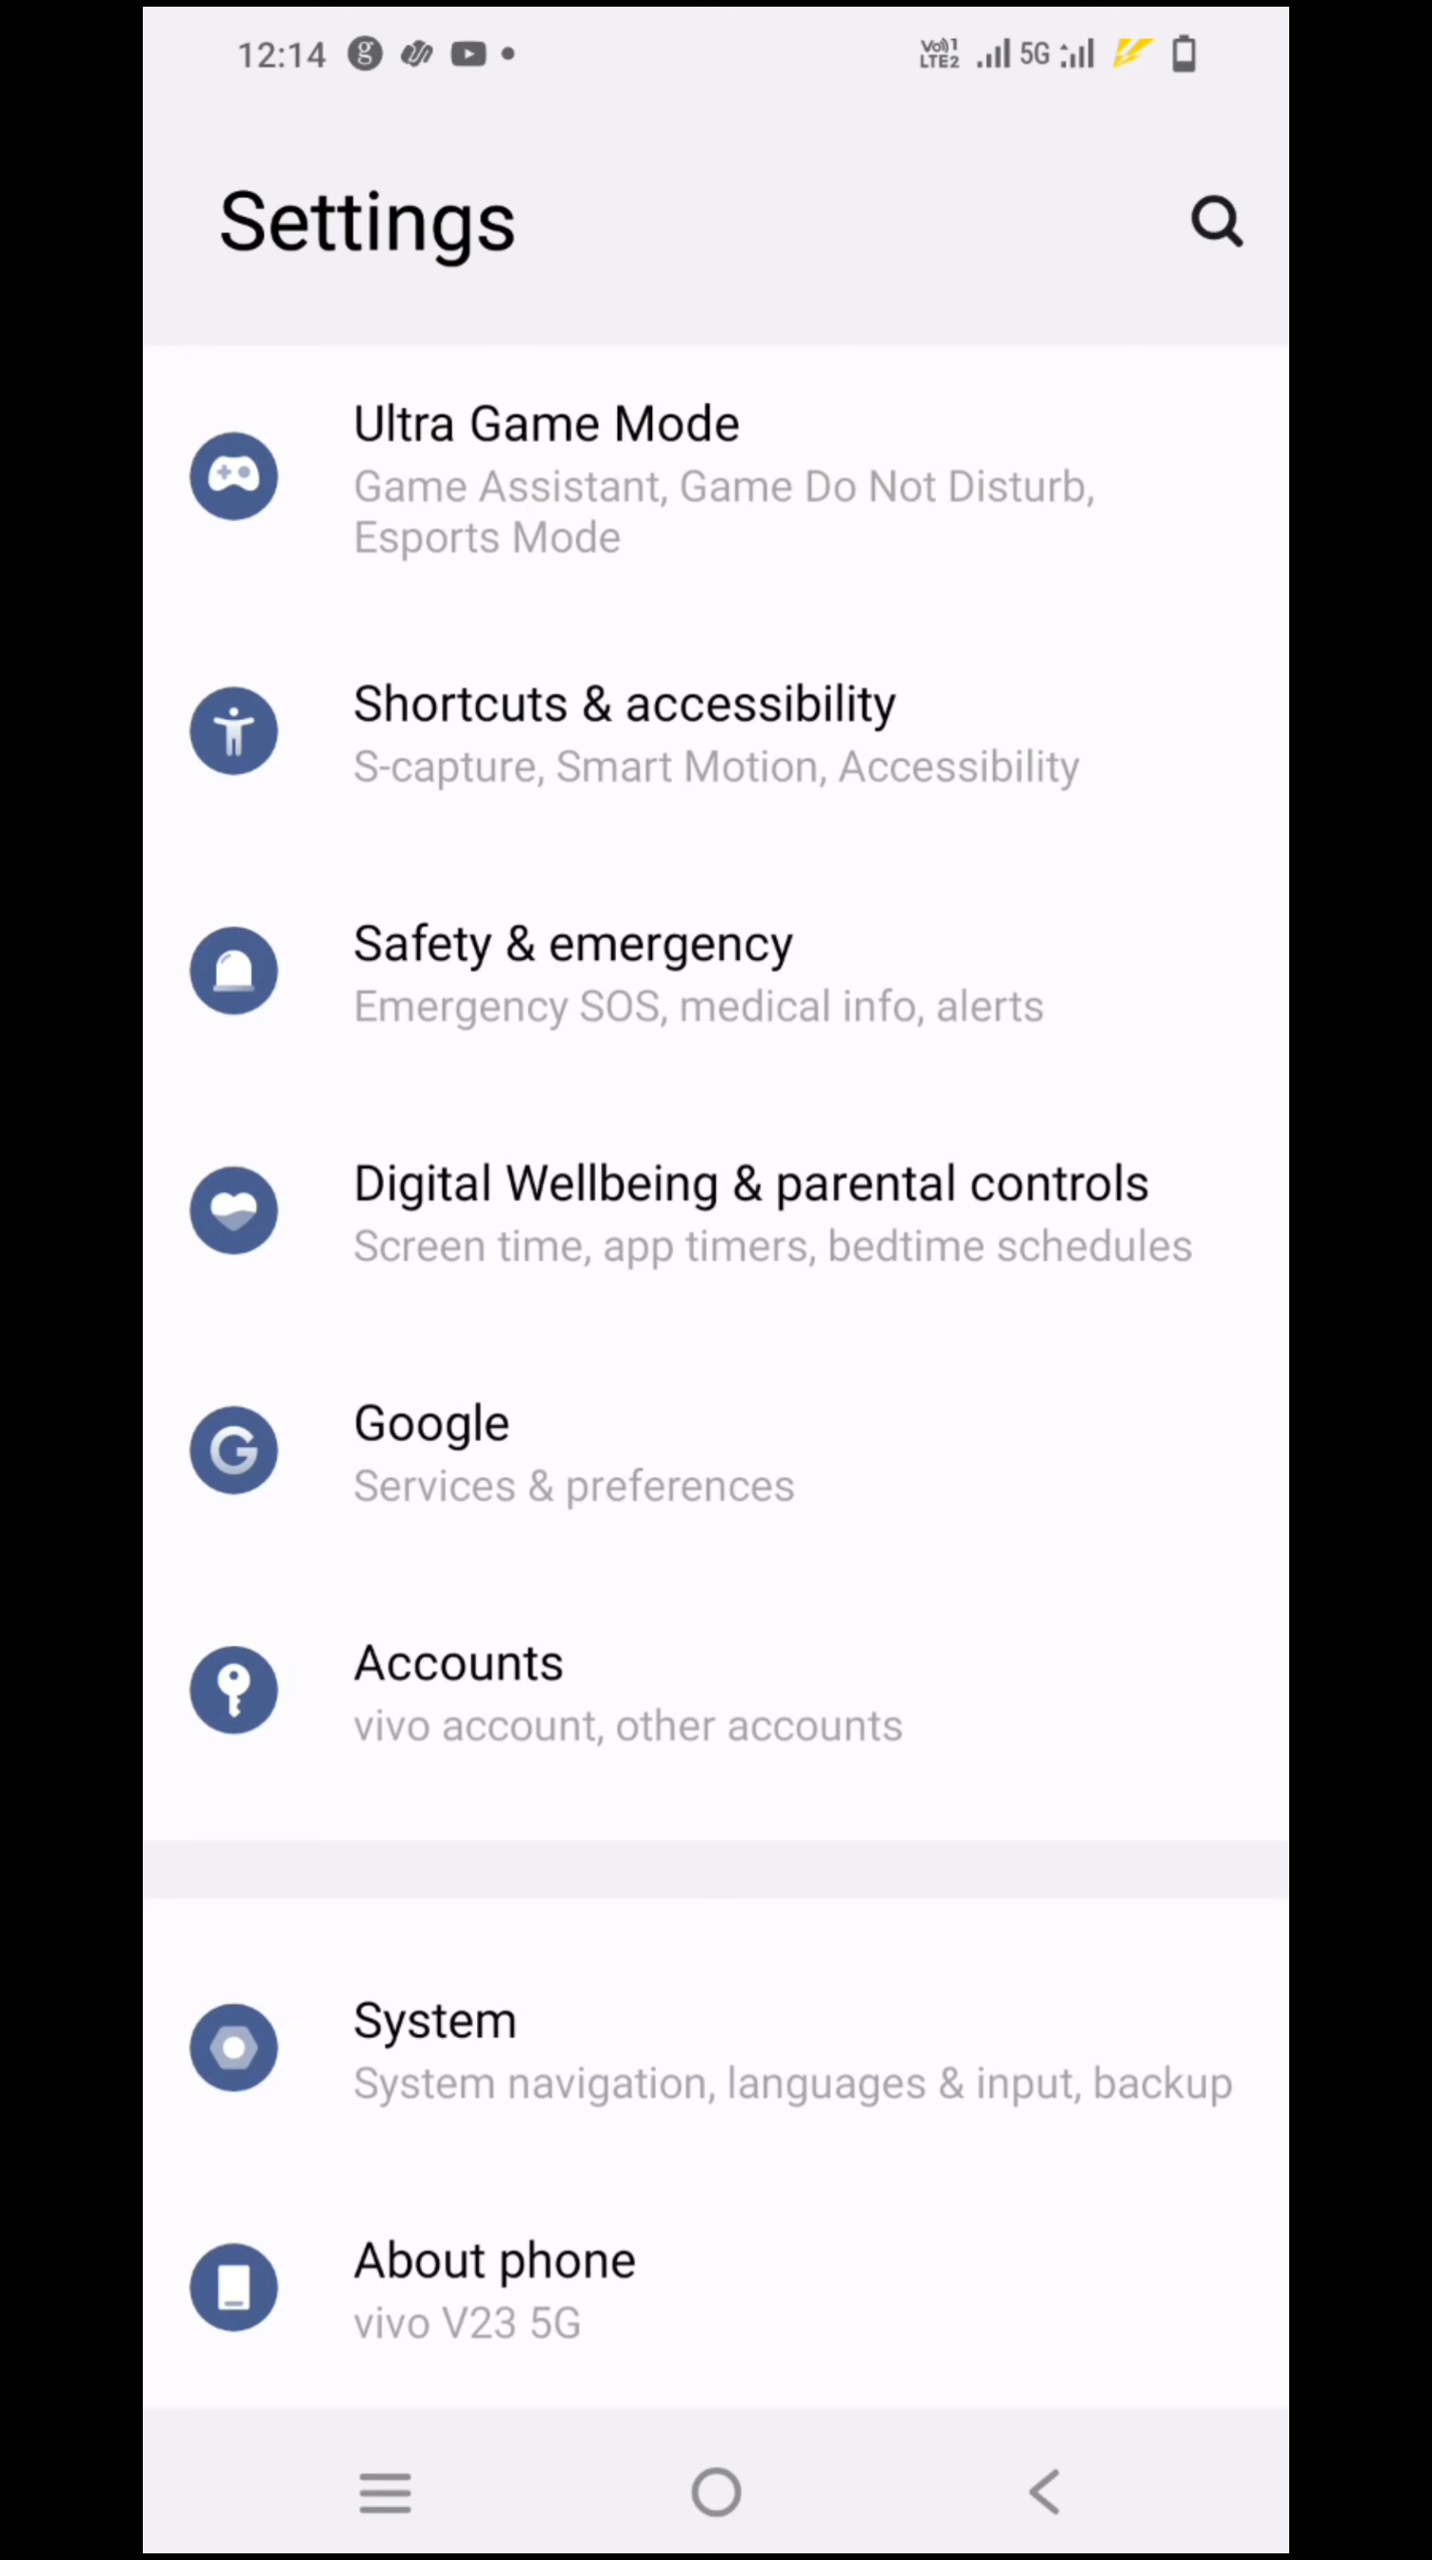 12:14
Vo)) 1
LTE2
5G
Settings
Ultra Game Mode
Game Assistant, Game Do Not Disturb,
Esports Mode
Shortcuts & accessibility
S-capture, Smart Motion, Accessibility
Safety & emergency
Emergency SOS, medical info, alerts
Digital Wellbeing & parental controls
Screen time, app timers, bedtime schedules
Google
Services & preferences
Accounts
vivo account, other accounts
System
System navigation, languages & input, backup
About phone
vivo V23 5G